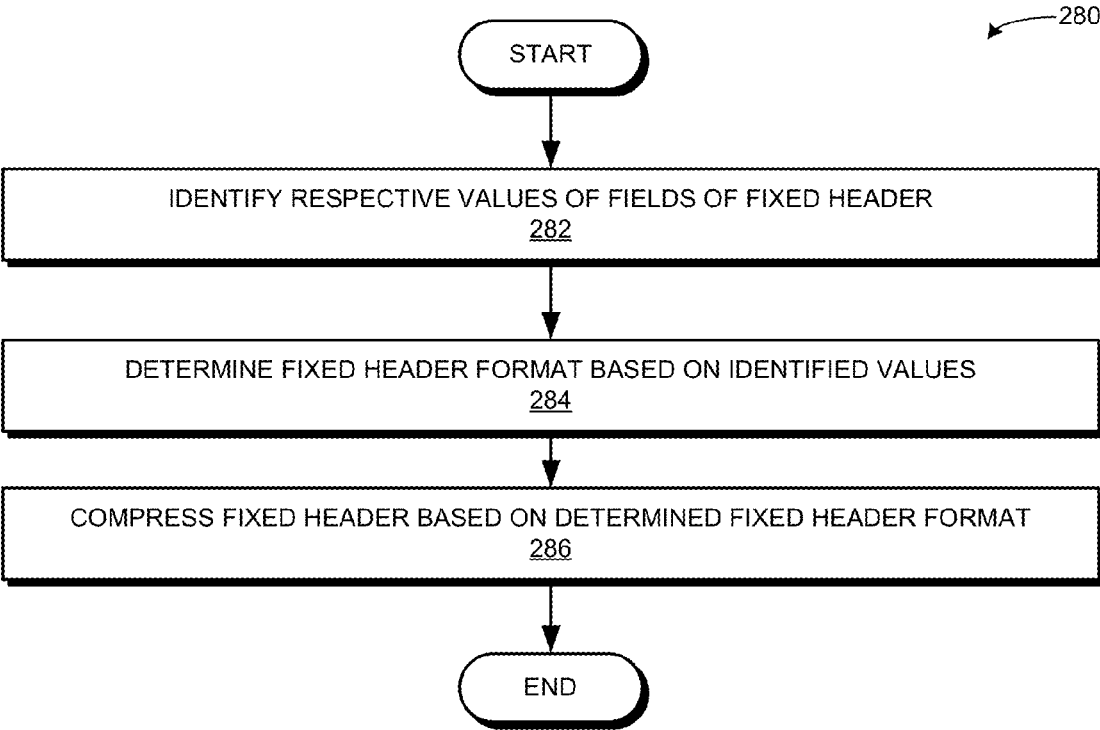 280
START
IDENTIFY RESPECTIVE VALUES OF FIELDS OF FIXED HEADER
282
DETERMINE FIXED HEADER FORMAT BASED ON IDENTIFIED VALUES
284
COMPRESS FIXED HEADER BASED ON DETERMINED FIXED HEADER FORMAT
286
END